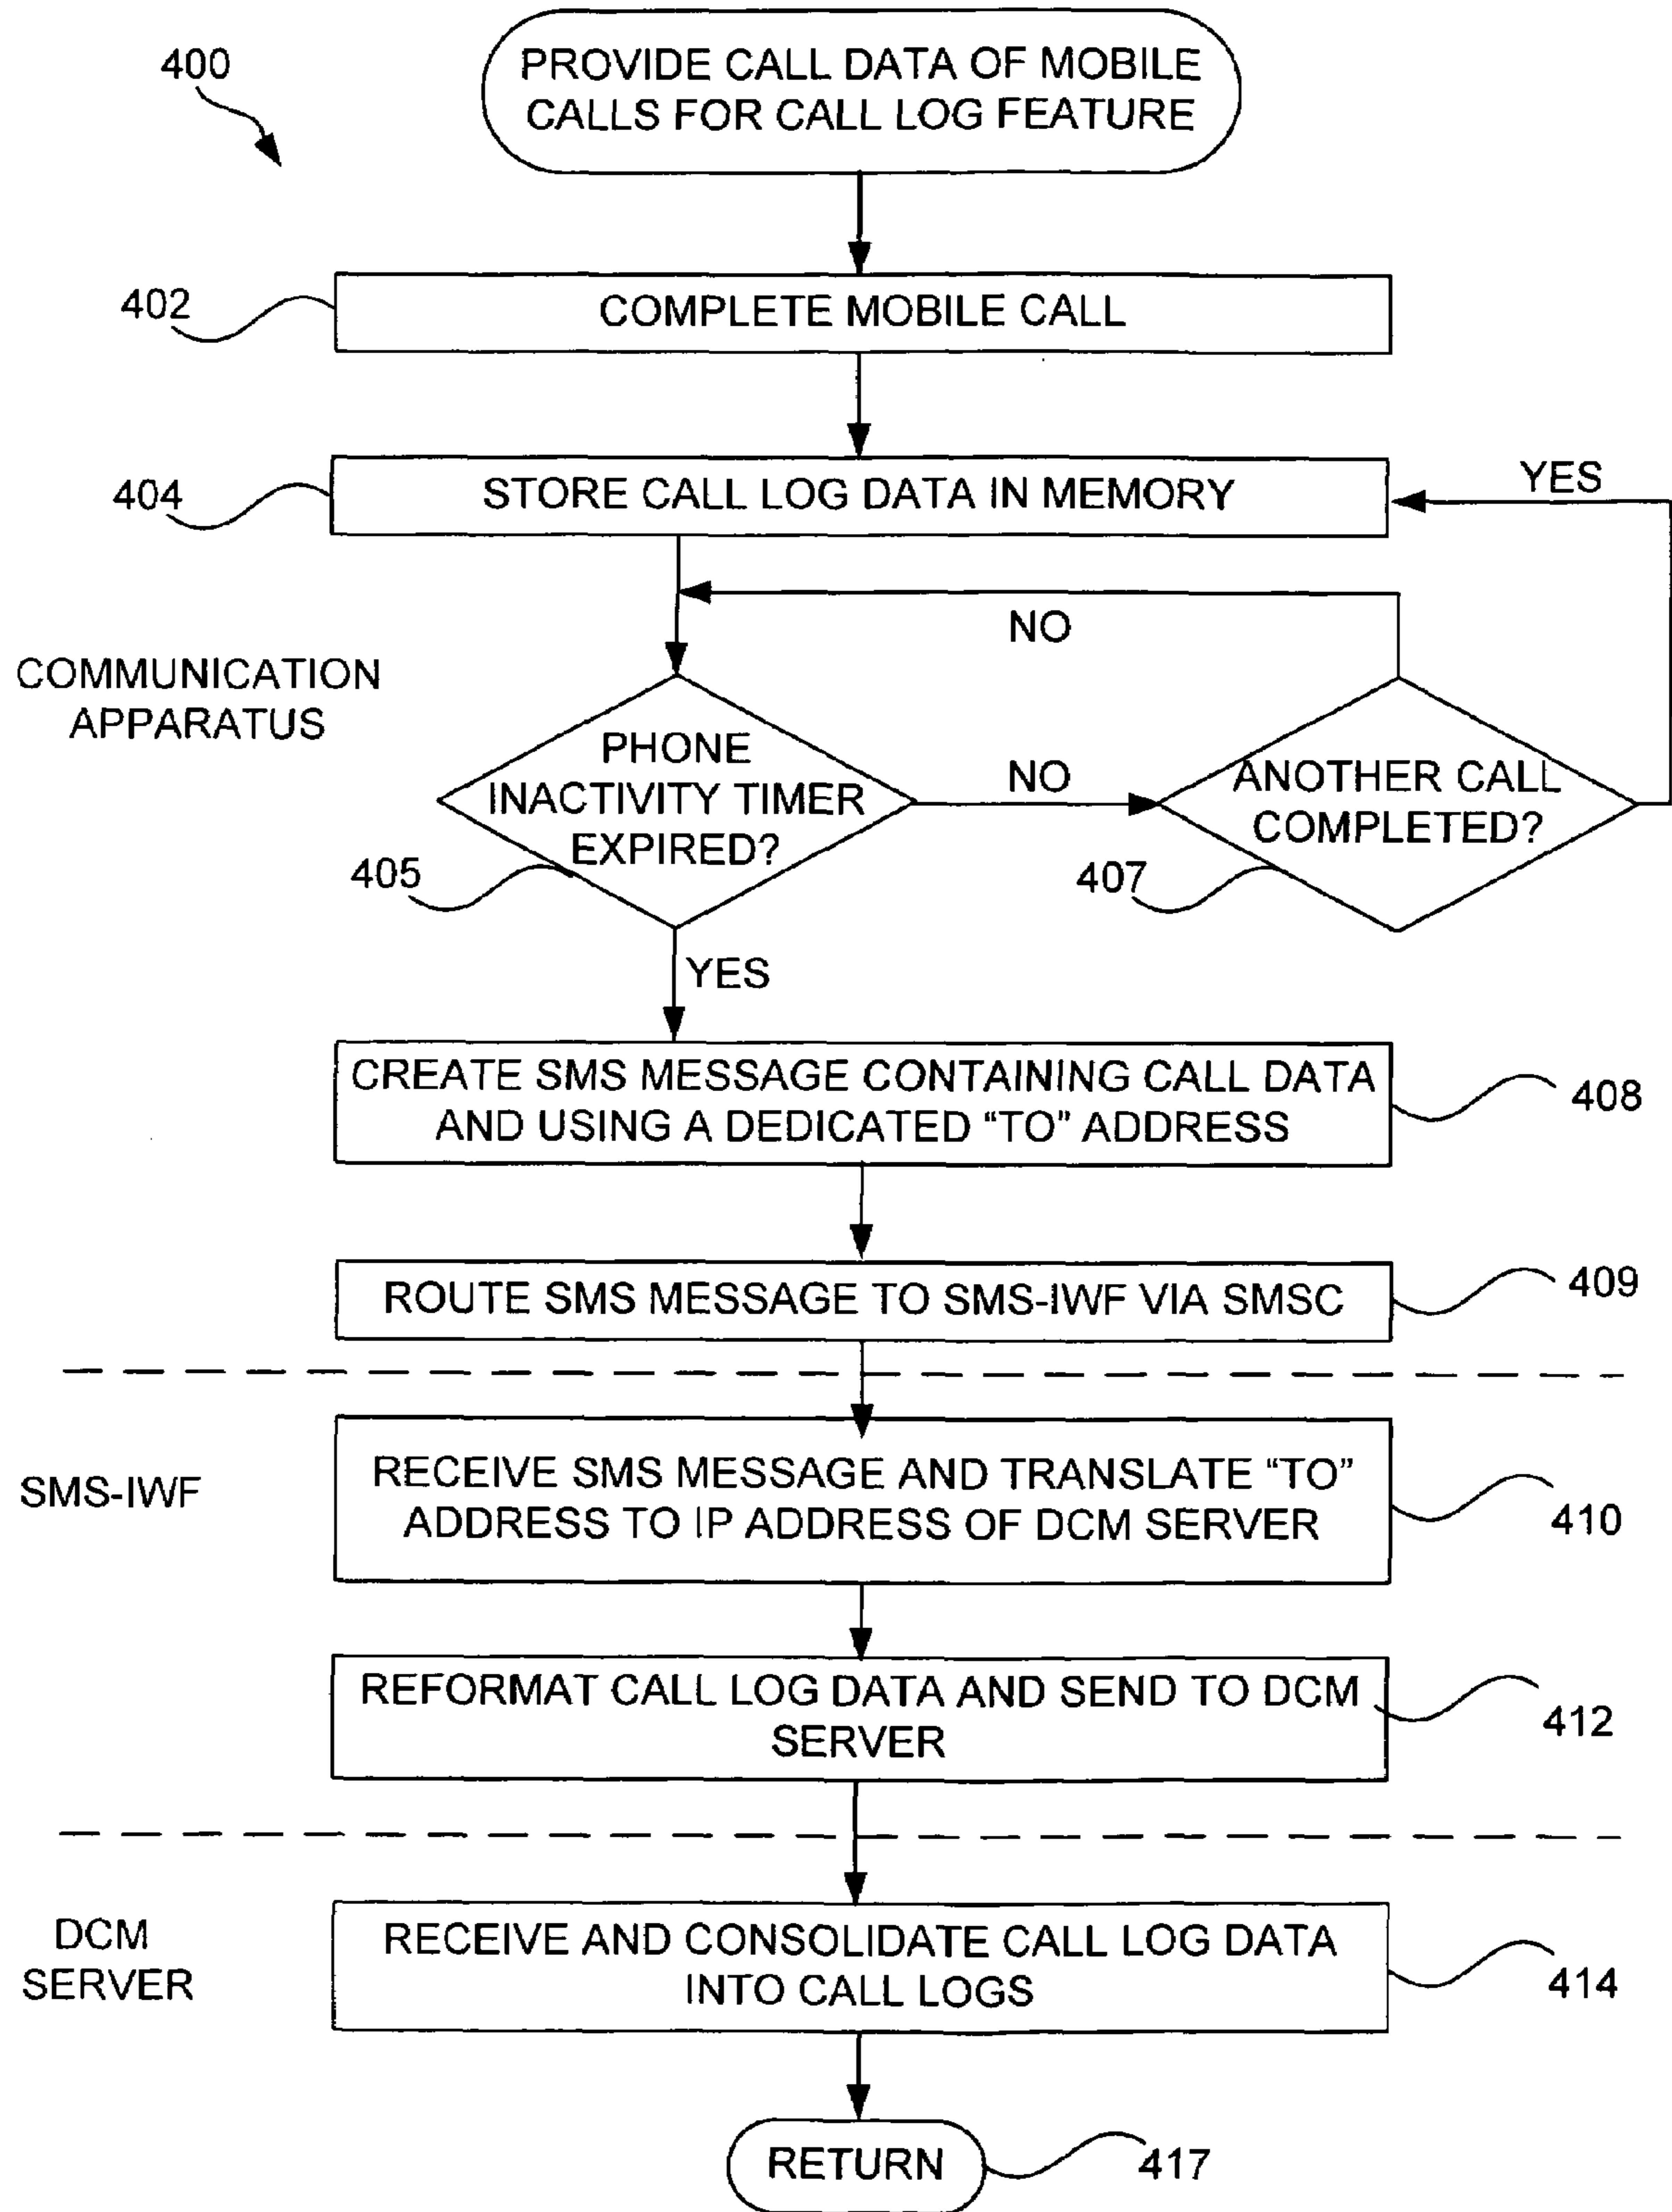 400
PROVIDE CALL DATA OF MOBILE
CALLS FOR CALL LOG FEATURE
402
COMPLETE MOBILE CALL
404
STORE CALL LOG DATA IN MEMORY
YES
NO
COMMUNICATION
APPARATUS
PHONE
INACTIVITY TIMER
EXPIRED?
405
NO
ANOTHER CALL
COMPLETED?
407
YES
CREATE SMS MESSAGE CONTAINING CALL DATA
AND USING A DEDICATED “TO” ADDRESS
408
ROUTE SMS MESSAGE TO SMS-IWF VIA SMSC
409
SMS-IWF
RECEIVE SMS MESSAGE AND TRANSLATE “TO”
ADDRESS TO IP ADDRESS OF DCM SERVER
410
REFORMAT CALL LOG DATA AND SEND TO DCM
SERVER
412
DCM
SERVER
RECEIVE AND CONSOLIDATE CALL LOG DATA
INTO CALL LOGS
414
RETURN
417